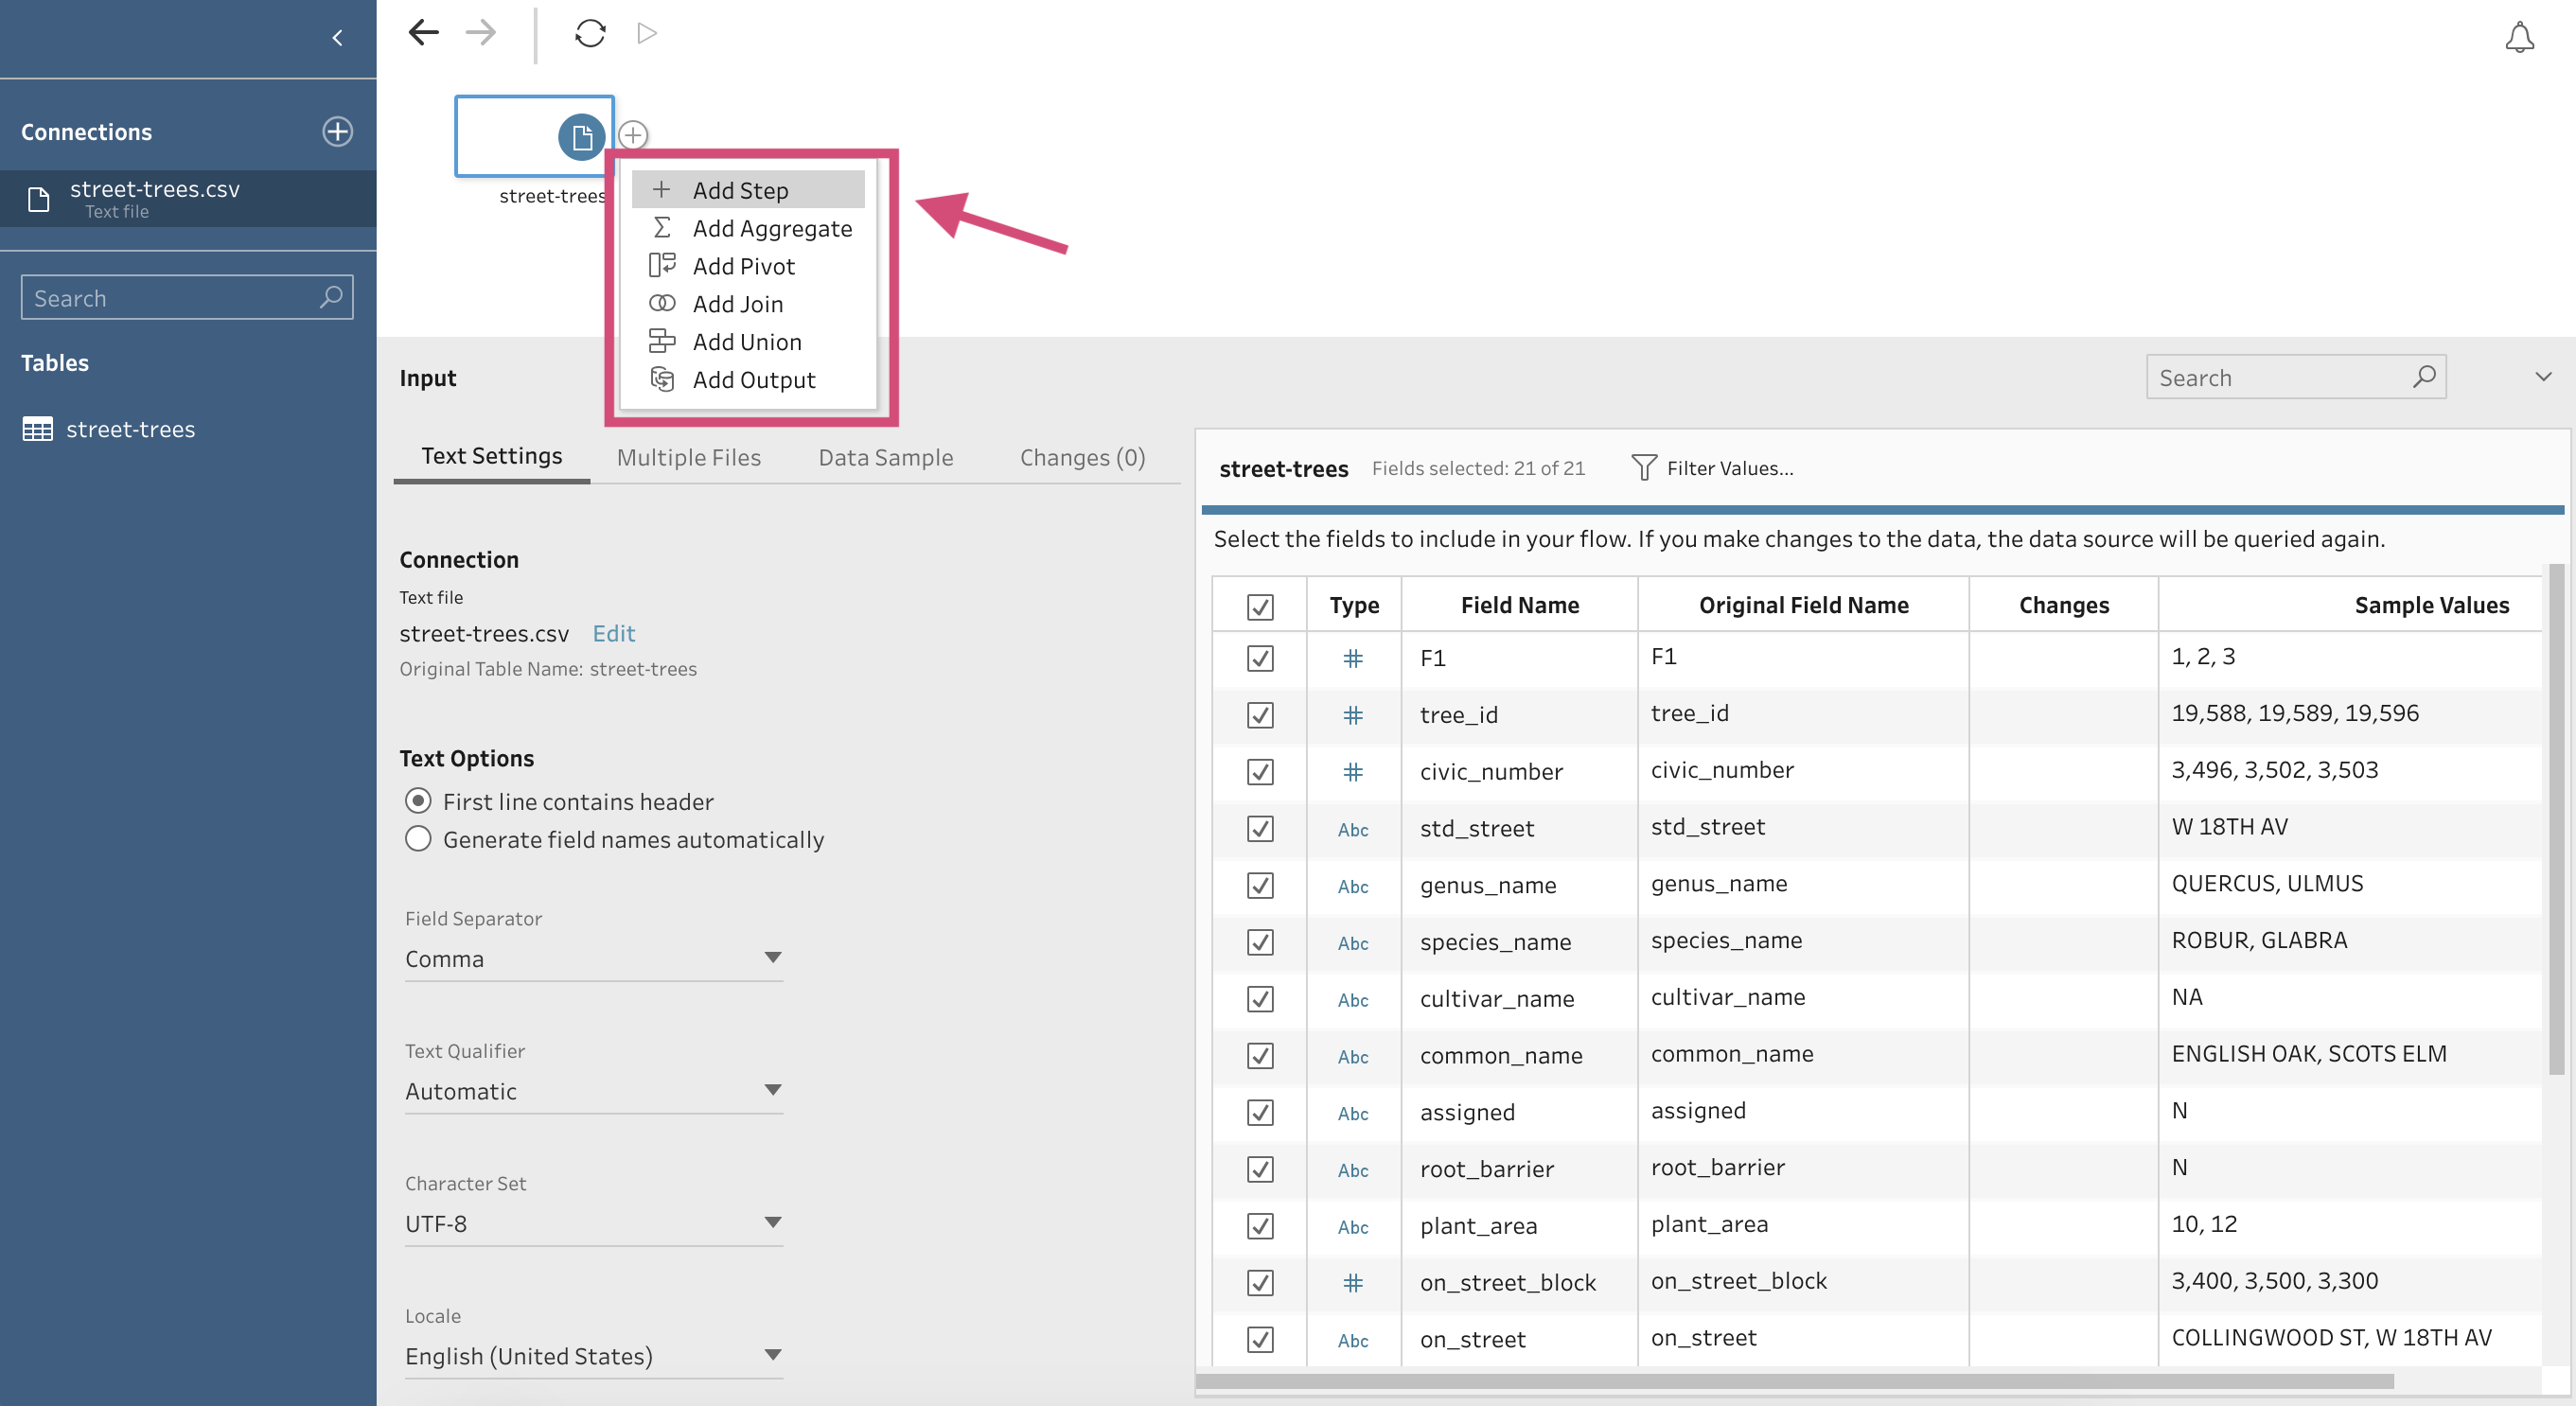 Connections
street-trees.csv
Text file
Search
Tables
street-trees
street-trees
Add Step
Add Aggregate
Add Pivot
Add Join
Add Union
Add Output
Input
Search
Text Settings Multiple Files Data Sample Changes (0)
Connection
Text file
street-trees.csv Edit
Original Table Name: street-trees
Text Options
First line contains header
Generate field names automatically
Field Separator
Comma
Text Qualifier
Automatic
Character Set
UTF-8
Locale
English (United States)
street-trees Fields selected: 21 of 21 Filter Values...
Select the fields to include in your flow. If you make changes to the data, the data source will be queried again.
Type Field Name Original Field Name Changes Sample Values
# F1 F1 1, 2, 3
# tree_id tree_id 19,588, 19,589, 19,596
# civic_number civic_number 3,496, 3,502, 3,503
Abc std_street std_street W 18TH AV
Abc genus_name genus_name QUERCUS, ULMUS
Abc species_name species_name ROBUR, GLABRA
Abc cultivar_name cultivar_name NA
Abc common_name common_name ENGLISH OAK, SCOTS ELM
Abc assigned assigned N
Abc root_barrier root_barrier N
Abc plant_area plant_area 10, 12
# on_street_block on_street_block 3,400, 3,500, 3,300
Abc on_street on_street COLLINGWOOD ST, W 18TH AV